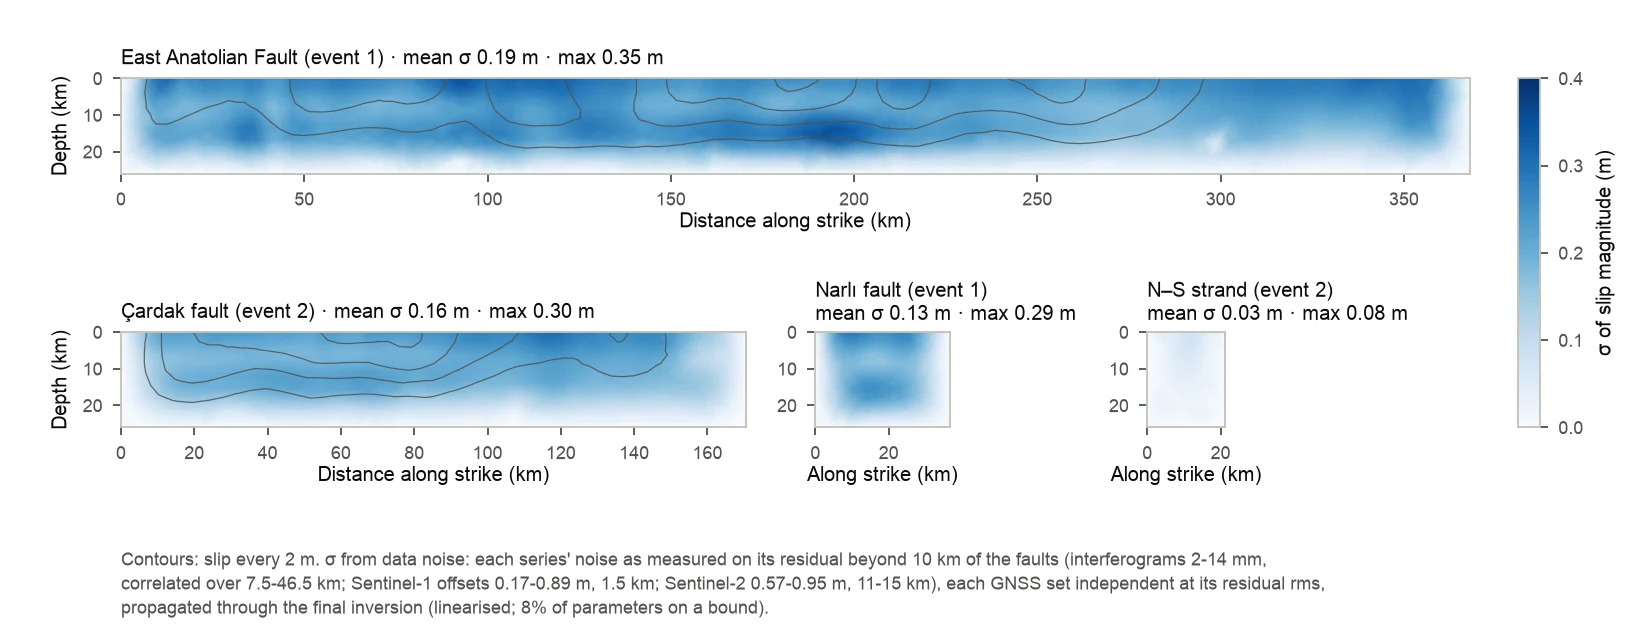 East Anatolian Fault (event 1) · mean σ 0.19 m · max 0.35 m
Depth (km)
0
10
20
0 50 100 150 200 250 300 350
Distance along strike (km)
0.4
0.3
0.2
0.1
0.0
σ of slip magnitude (m)
Çardak fault (event 2) · mean σ 0.16 m · max 0.30 m
Depth (km)
0
10
20
0 20 40 60 80 100 120 140 160
Distance along strike (km)
Narlı fault (event 1)
mean σ 0.13 m · max 0.29 m
0
10
20
0 20
Along strike (km)
N–S strand (event 2)
mean σ 0.03 m · max 0.08 m
0
10
20
0 20
Along strike (km)
Contours: slip every 2 m. σ from data noise: each series' noise as measured on its residual beyond 10 km of the faults (interferograms 2-14 mm,
correlated over 7.5-46.5 km; Sentinel-1 offsets 0.17-0.89 m, 1.5 km; Sentinel-2 0.57-0.95 m, 11-15 km), each GNSS set independent at its residual rms,
propagated through the final inversion (linearised; 8% of parameters on a bound).